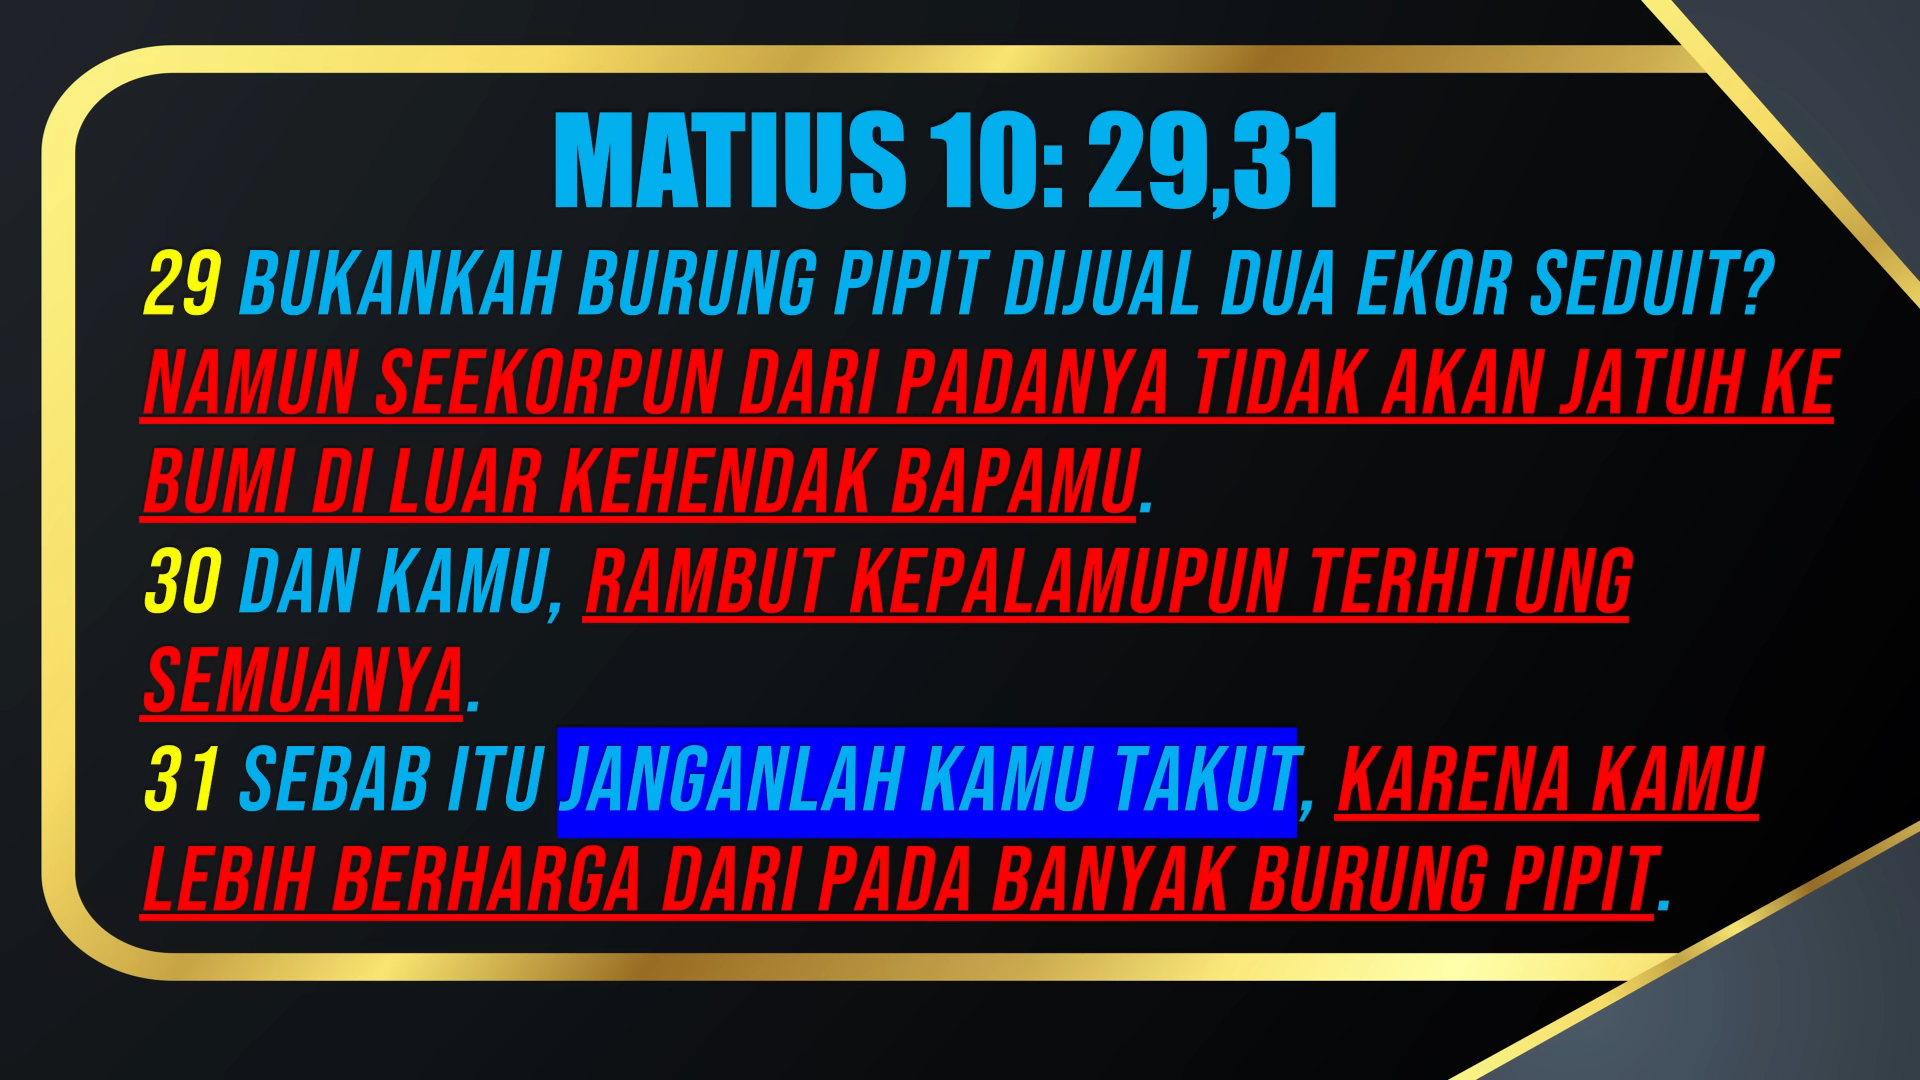 MATIUS 10: 29,31
29 BUKANKAH BURUNG PIPIT DIJUAL DUA EKOR SEDUIT?
NAMUN SEEKORPUN DARI PADANYA TIDAK AKAN JATUH KE
BUMI DI LUAR KEHENDAK BAPAMU.
30 DAN KAMU, RAMBUT KEPALAMUPUN TERHITUNG
SEMUANYA.
31 SEBAB ITU JANGANLAH KAMU TAKUT, KARENA KAMU
LEBIH BERHARGA DARI PADA BANYAK BURUNG PIPIT.